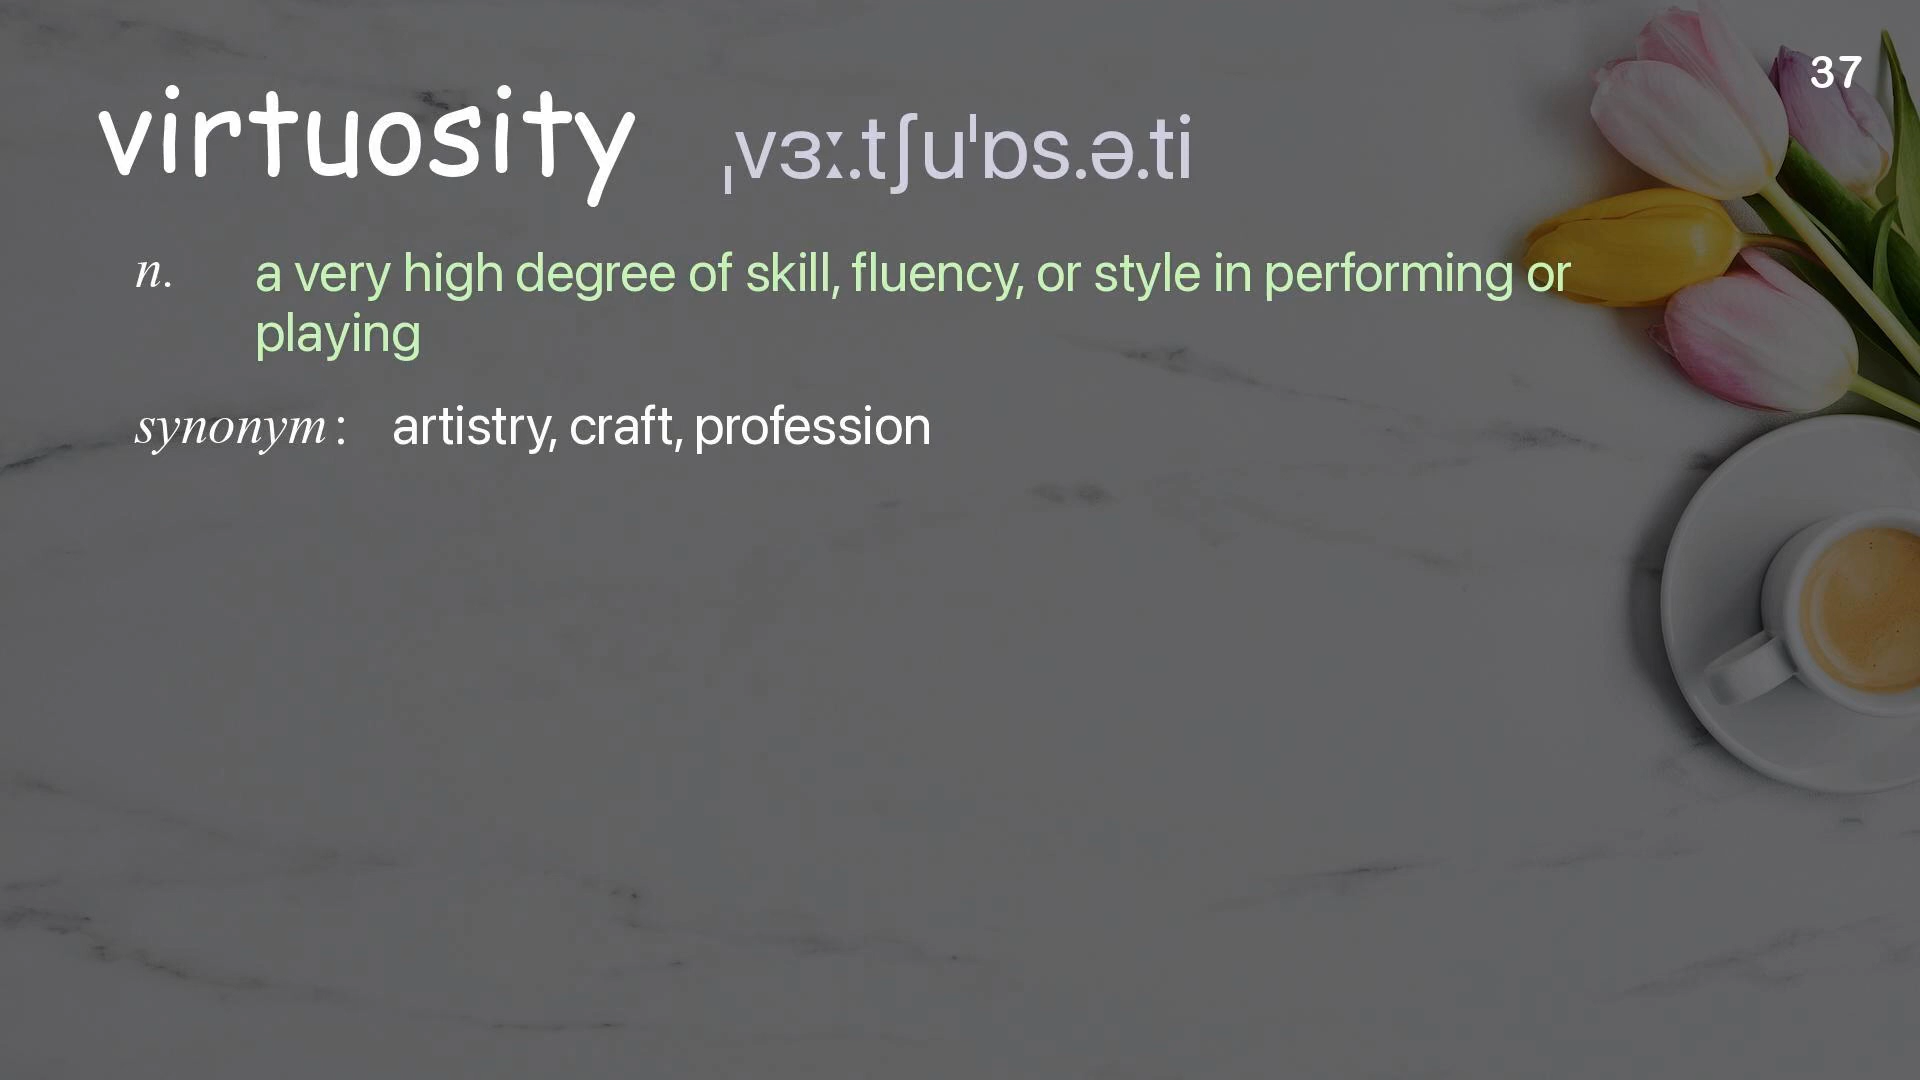 37
virtuosity ˌvɜː.tʃuˈɒs.ə.ti
n. a very high degree of skill, fluency, or style in performing or
playing
synonym: artistry, craft, profession